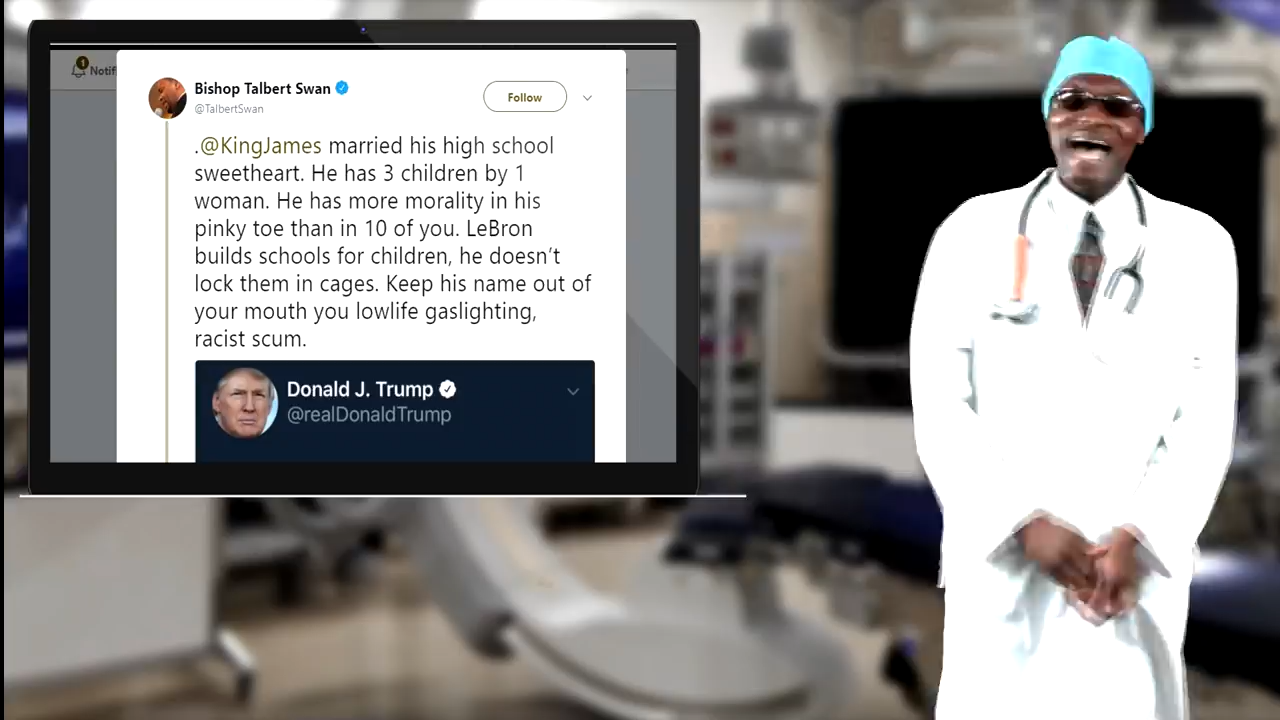 1
Notif
Bishop Talbert Swan
@TalbertSwan
Follow
.@KingJames married his high school
sweetheart. He has 3 children by 1
woman. He has more morality in his
pinky toe than in 10 of you. LeBron
builds schools for children, he doesn’t
lock them in cages. Keep his name out of
your mouth you lowlife gaslighting,
racist scum.
Donald J. Trump
@realDonaldTrump